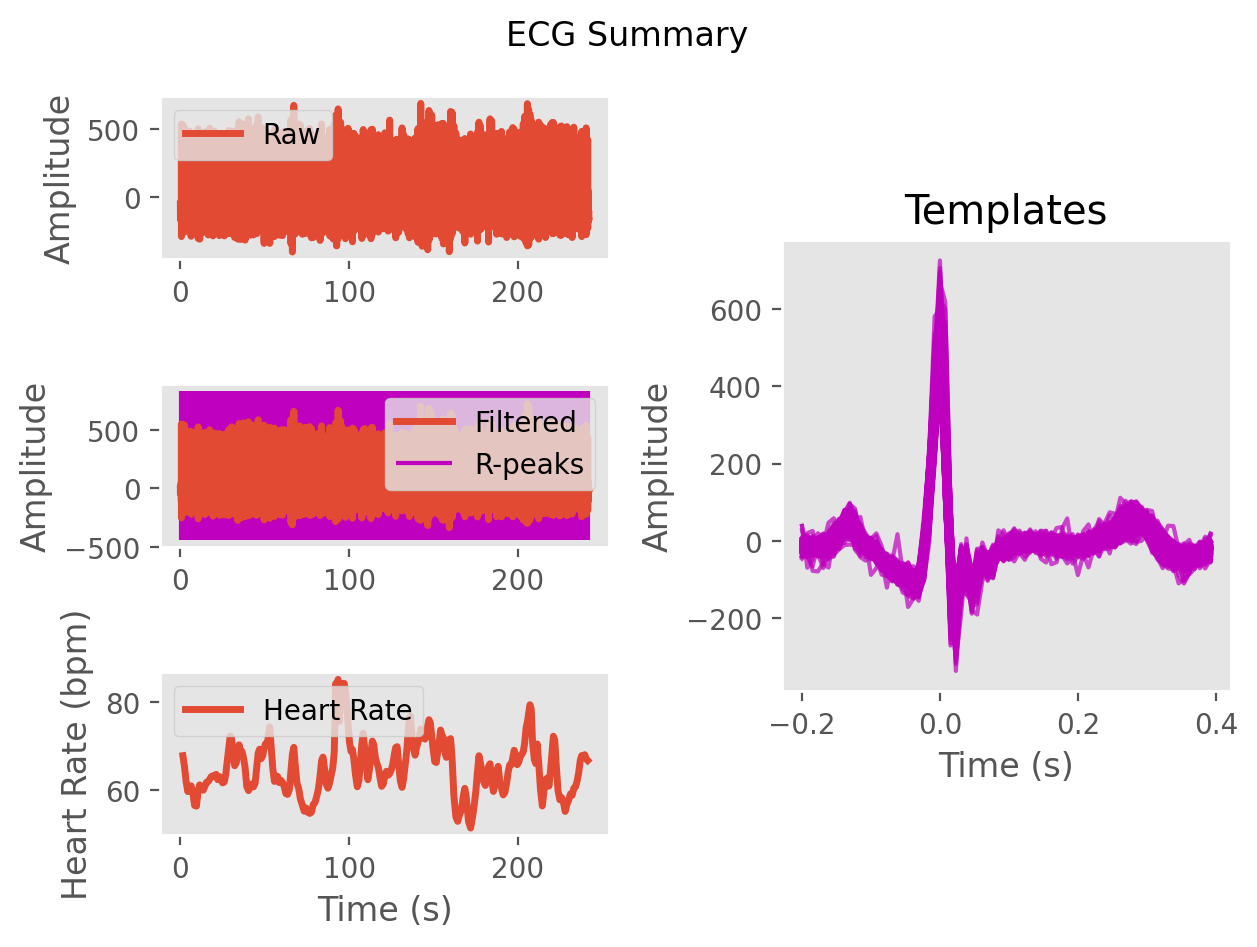 ECG Summary
Amplitude
500
0
Raw
0 100 200
Amplitude
500
0
−500
Filtered
R-peaks
0 100 200
Heart Rate (bpm)
80
60
Heart Rate
0 100 200
Time (s)
Templates
Amplitude
600
400
200
0
−200
−0.2 0.0 0.2 0.4
Time (s)